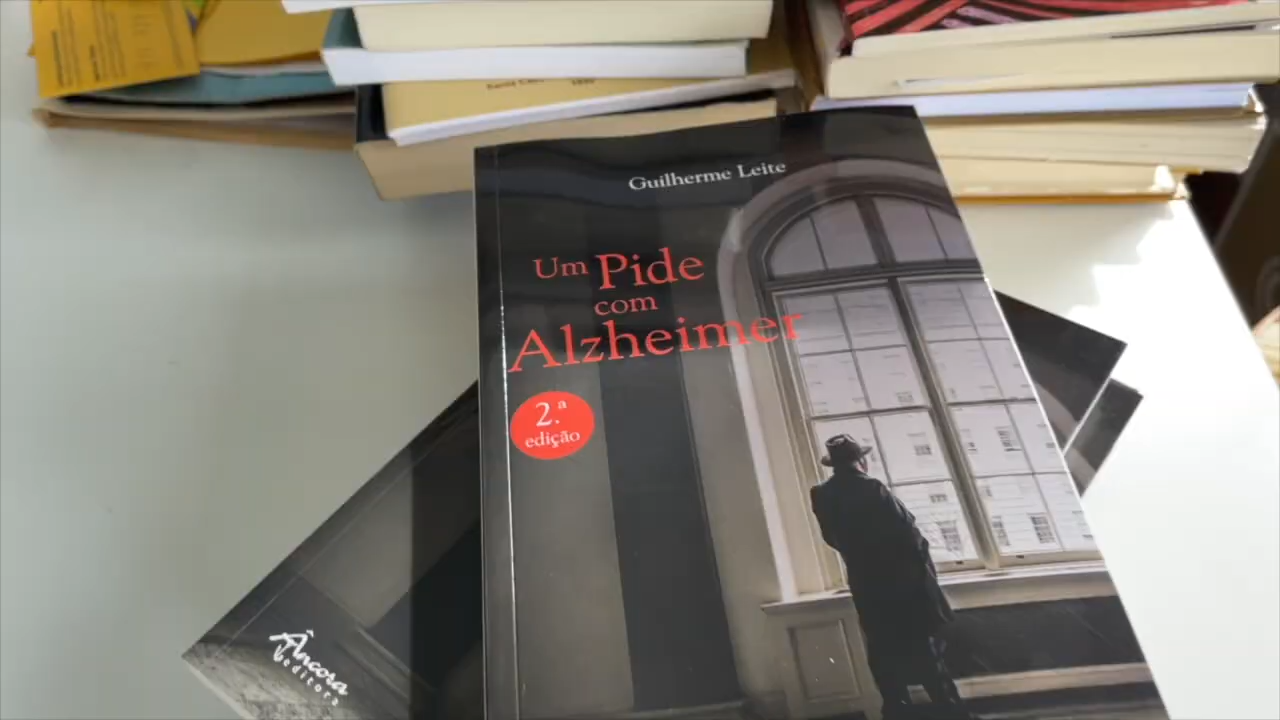 Guilherme Leite
Um Pide
com
Alzheimer
2.ª
edição
Âncora
editora